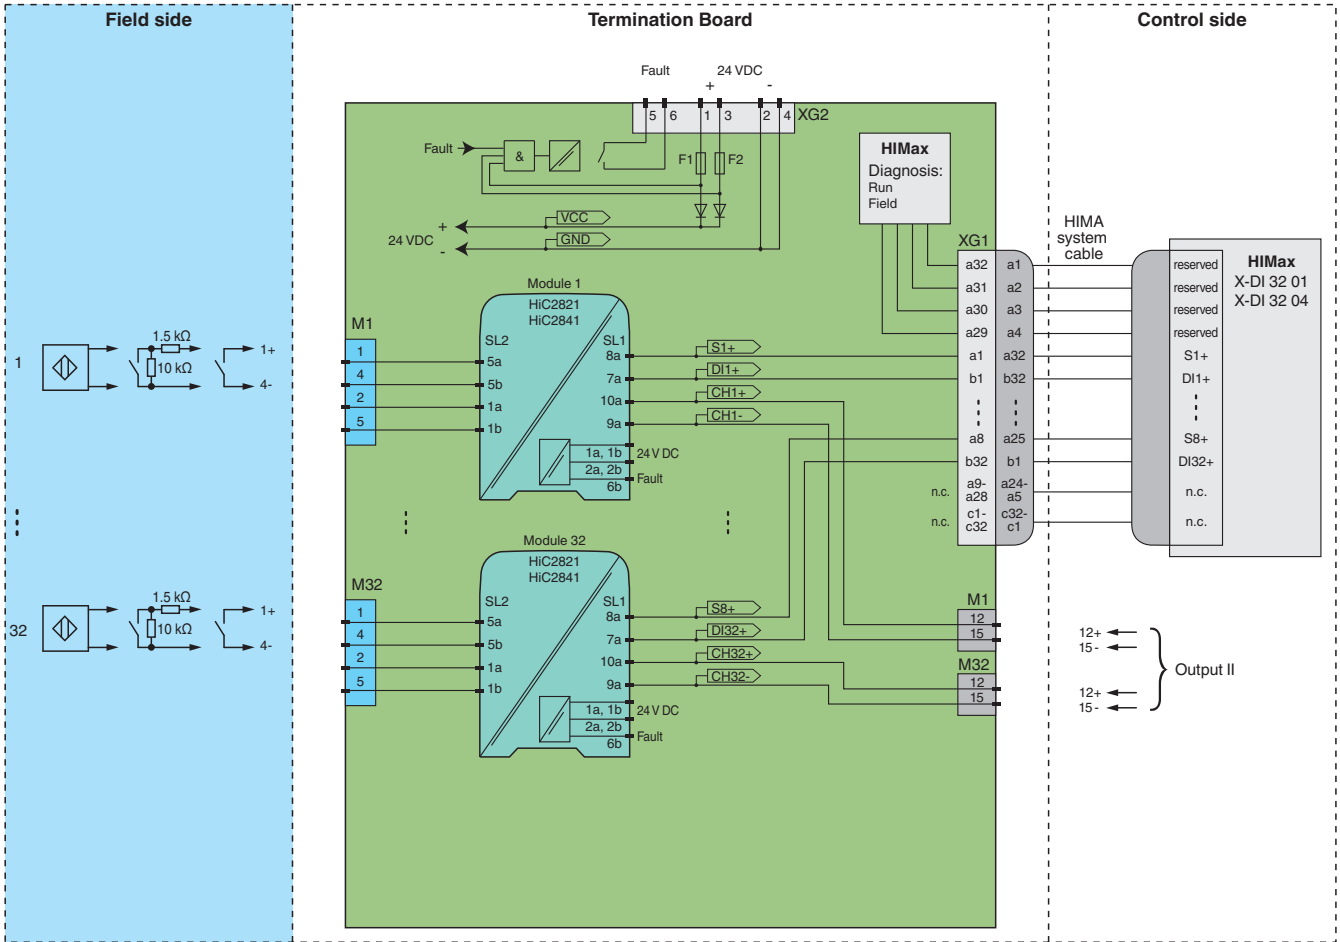 Field side
Termination Board
Control side
Fault
24 VDC
+
-
5
6
1
3
2
4
XG2
Fault
&
F1
F2
VCC
GND
+
24 VDC
-
HIMax
Diagnosis:
Run
Field
XG1
HIMA
system
cable
a32
a1
a31
a2
a30
a3
a29
a4
a1
a32
b1
b32
a8
a25
b32
b1
n.c.
a9-
a28
a24-
a5
n.c.
c1-
c32
c32-
c1
reserved
reserved
reserved
reserved
S1+
DI1+
S8+
DI32+
n.c.
n.c.
HIMax
X-DI 32 01
X-DI 32 04
1
1.5 kΩ
10 kΩ
1+
4-
M1
1
4
2
5
Module 1
HiC2821
HiC2841
SL2
SL1
5a
5b
1a
1b
8a
7a
10a
9a
1a, 1b
2a, 2b
6b
24 V DC
Fault
S1+
DI1+
CH1+
CH1-
32
1.5 kΩ
10 kΩ
1+
4-
M32
1
4
2
5
Module 32
HiC2821
HiC2841
SL2
SL1
5a
5b
1a
1b
8a
7a
10a
9a
1a, 1b
2a, 2b
6b
24 V DC
Fault
S8+
DI32+
CH32+
CH32-
M1
12
15
M32
12
15
12+
15-
12+
15-
Output II